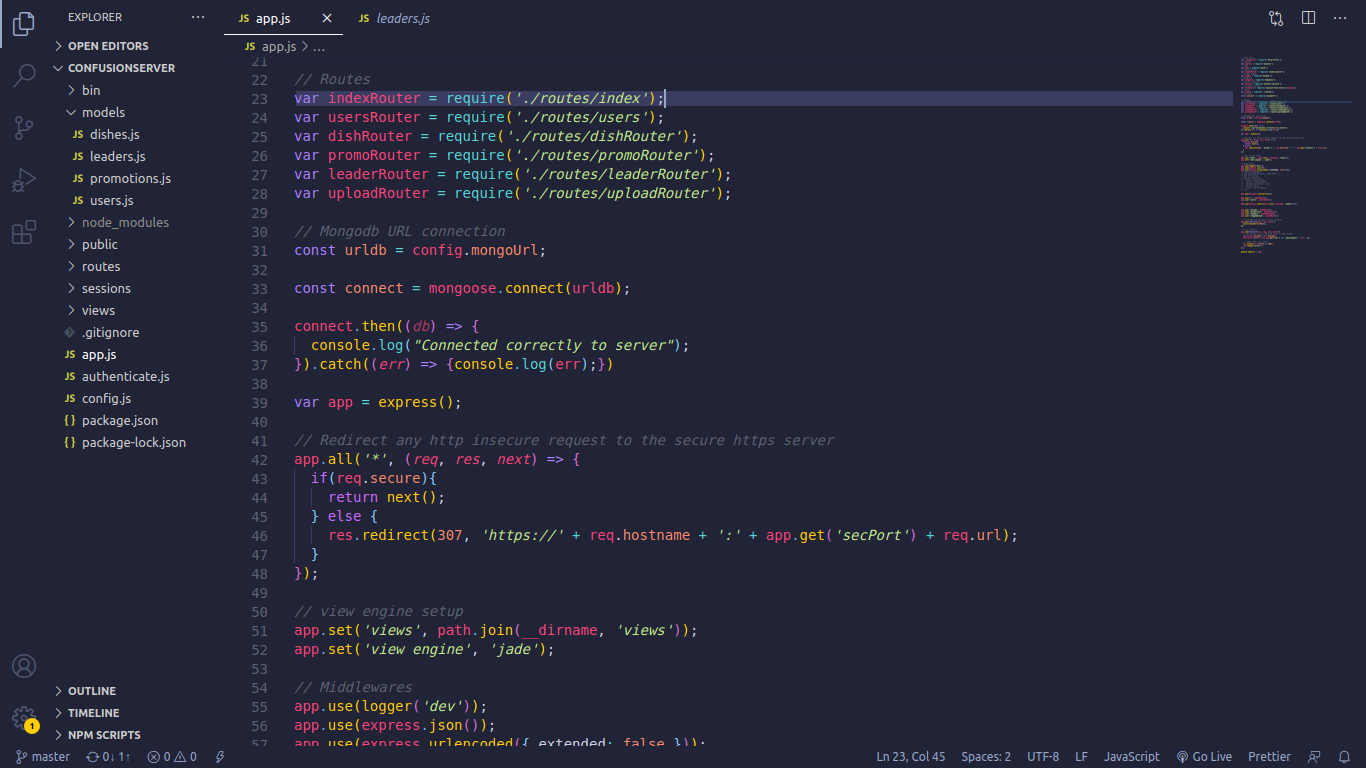 EXPLORER ...
JS app.js ×
JS leaders.js
...
OPEN EDITORS
CONFUSIONSERVER
bin
models
JS dishes.js
JS leaders.js
JS promotions.js
JS users.js
node_modules
public
routes
sessions
views
.gitignore
JS app.js
JS authenticate.js
JS config.js
{} package.json
{} package-lock.json
OUTLINE
TIMELINE
NPM SCRIPTS
1
JS app.js > ...
21
22 // Routes
23 var indexRouter = require('./routes/index');
24 var usersRouter = require('./routes/users');
25 var dishRouter = require('./routes/dishRouter');
26 var promoRouter = require('./routes/promoRouter');
27 var leaderRouter = require('./routes/leaderRouter');
28 var uploadRouter = require('./routes/uploadRouter');
29
30 // Mongodb URL connection
31 const urldb = config.mongoUrl;
32
33 const connect = mongoose.connect(urldb);
34
35 connect.then((db) => {
36 console.log("Connected correctly to server");
37 }).catch((err) => {console.log(err);})
38
39 var app = express();
40
41 // Redirect any http insecure request to the secure https server
42 app.all('*', (req, res, next) => {
43 if(req.secure){
44 return next();
45 } else {
46 res.redirect(307, 'https://' + req.hostname + ':' + app.get('secPort') + req.url);
47 }
48 });
49
50 // view engine setup
51 app.set('views', path.join(__dirname, 'views'));
52 app.set('view engine', 'jade');
53
54 // Middlewares
55 app.use(logger('dev'));
56 app.use(express.json());
57 app.use(express.urlencoded({ extended: false }));
master 0↓ 1↑ 0 0 Ln 23, Col 45 Spaces: 2 UTF-8 LF JavaScript Go Live Prettier